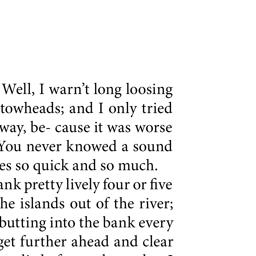 Well, I warn't long loosing
towheads; and I only tried
way, be- cause it was worse
You never knowed a sound
es so quick and so much.
ank pretty lively four or five
he islands out of the river;
butting into the bank every
get further ahead and clear